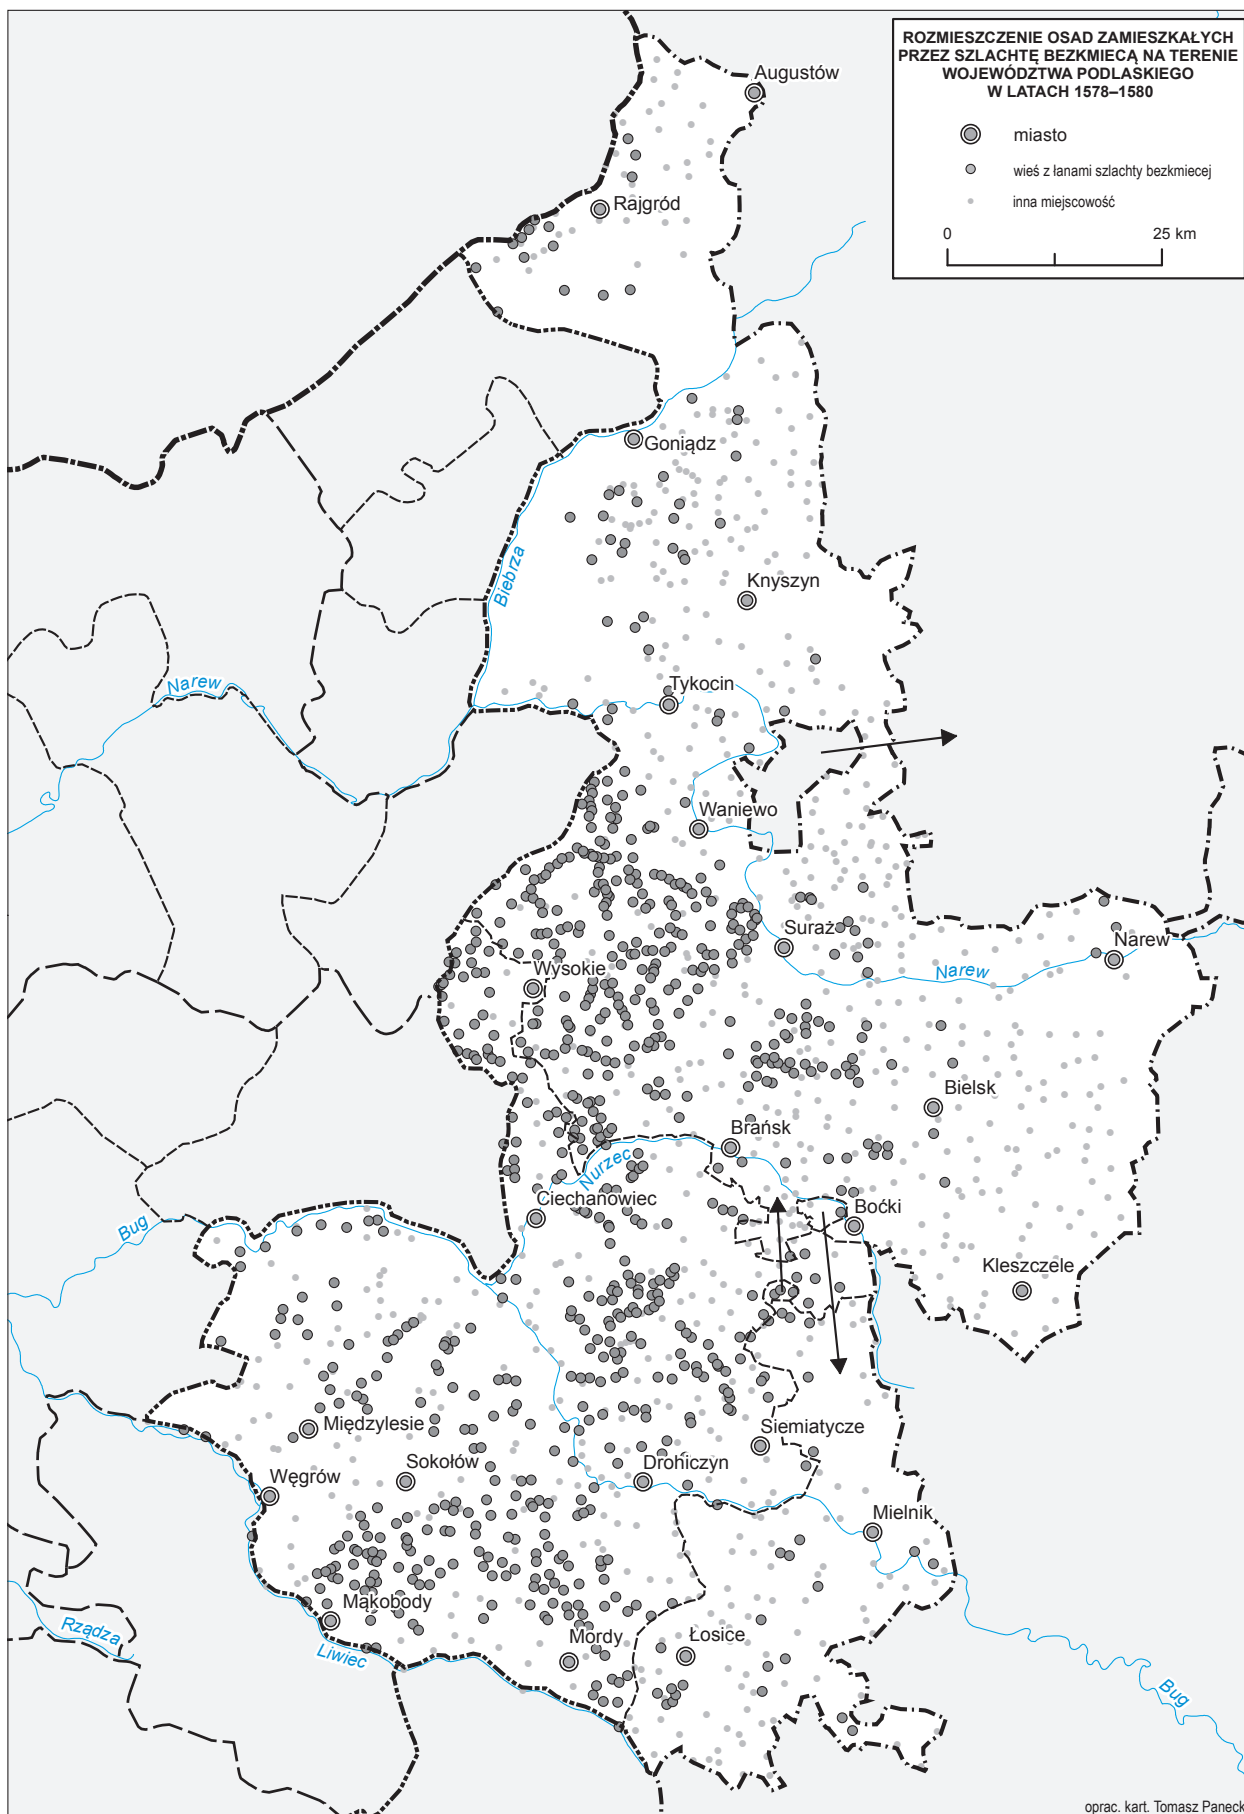 ROZMIESZCZENIE OSAD ZAMIESZKAŁYCH
PRZEZ SZLACHTĘ BEZKMIECĄ NA TERENIE
WOJEWÓDZTWA PODLASKIEGO
W LATACH 1578–1580
miasto
wieś z łanami szlachty bezkmiecej
inna miejscowość
0 25 km
Augustów
Rajgród
Goniądz
Biebrza
Knyszyn
Narew
Tykocin
Waniewo
Suraż
Narew
Narew
Wysokie
Bielsk
Brańsk
Nurzec
Ciechanowiec
Boćki
Bug
Kleszczele
Międzylesie
Siemiatycze
Sokołów
Drohiczyn
Węgrów
Mielnik
Mąkobody
Rządza
Liwiec
Mordy
Łosice
Bug
oprac. kart. Tomasz Panecki